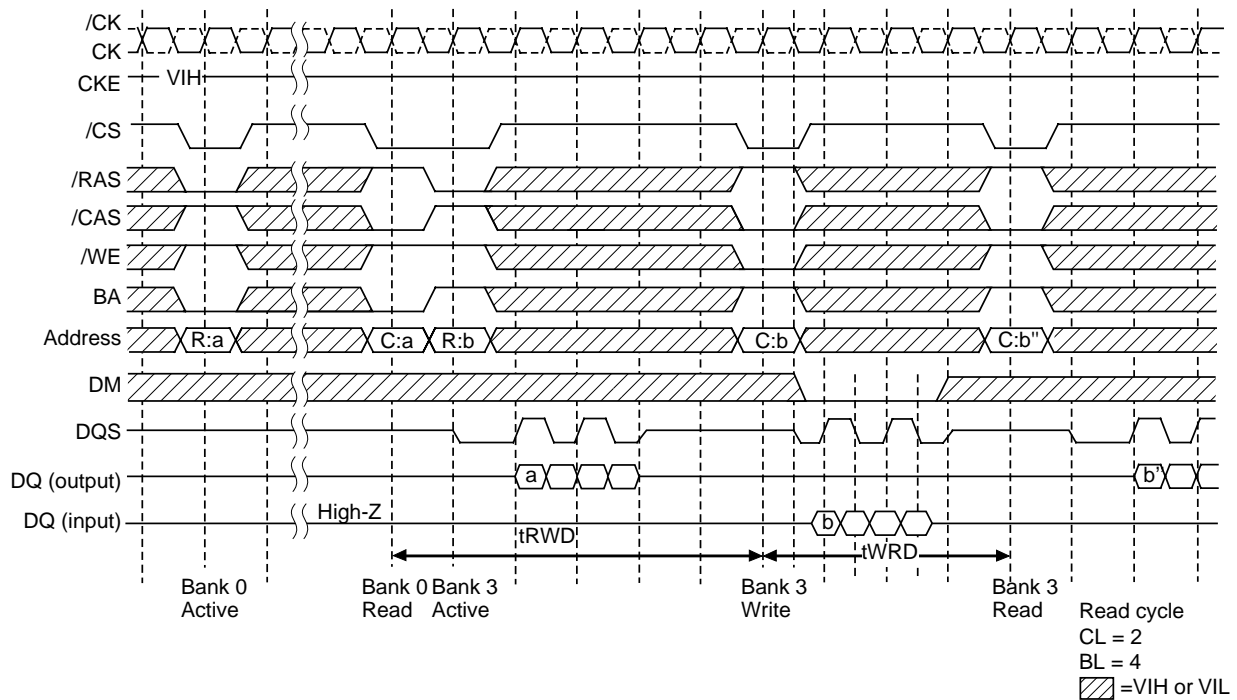 /CK
CK
CKE VIH
/CS
/RAS
/CAS
/WE
BA
Address R:a C:a R:b C:b C:b"
DM
DQS
DQ (output) a b'
DQ (input) High-Z b
tRWD tWRD
Bank 0 Bank 0 Bank 3 Bank 3 Bank 3
Active Read Active Write Read
Read cycle
CL = 2
BL = 4
=VIH or VIL